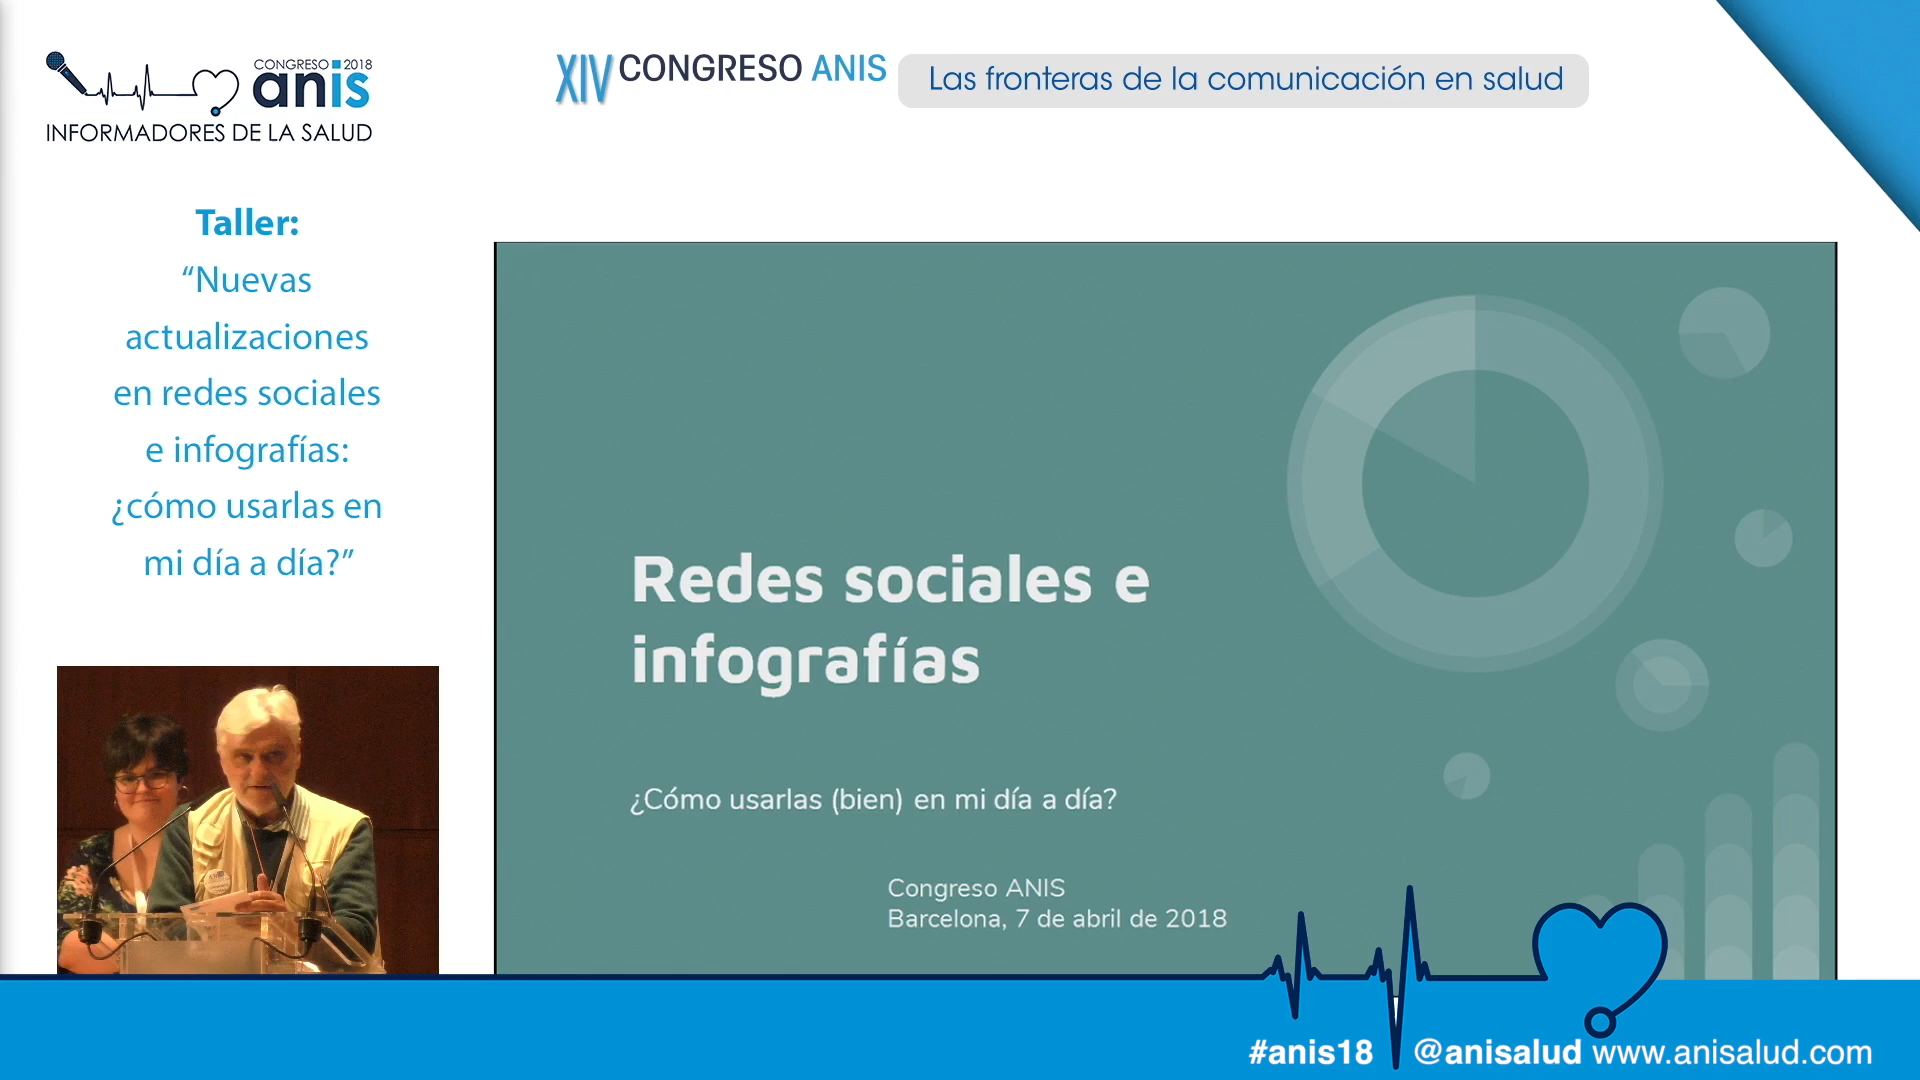 CONGRESO 2018
anis
INFORMADORES DE LA SALUD
XIV CONGRESO ANIS
Las fronteras de la comunicación en salud
Taller:
“Nuevas
actualizaciones
en redes sociales
e infografías:
¿cómo usarlas en
mi día a día?”
Redes sociales e
infografías
¿Cómo usarlas (bien) en mi día a día?
Congreso ANIS
Barcelona, 7 de abril de 2018
#anis18 @anisalud www.anisalud.com